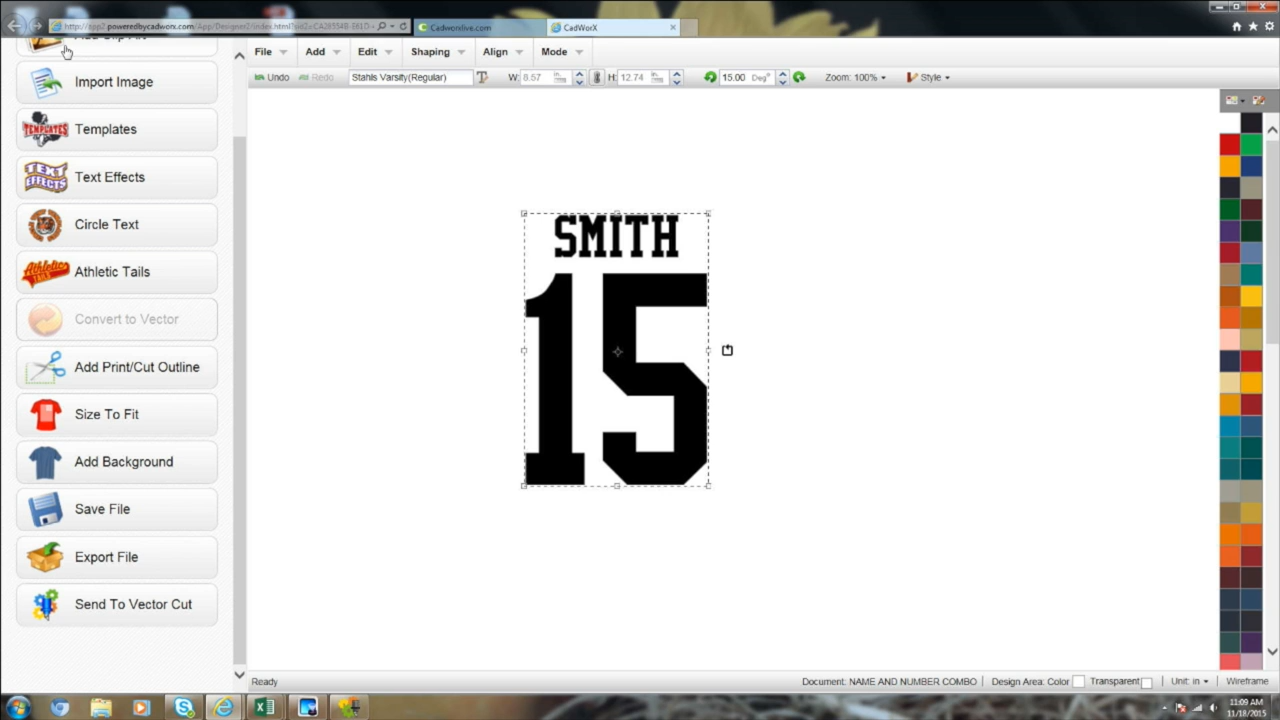 Cadworxlive.com
CadWorX
Import Image
Templates
Text Effects
Circle Text
Athletic Tails
Convert to Vector
Add Print/Cut Outline
Size To Fit
Add Background
Save File
Export File
Send To Vector Cut
File
Add
Edit
Shaping
Align
Mode
Undo
Redo
Stahls Varsity(Regular)
W: 8.57 in
H: 12.74 in
15.00 Deg°
Zoom: 100%
Style
SMITH
15
Ready
Document: NAME AND NUMBER COMBO
Design Area: Color
Transparent
Unit: in
Wireframe
11:09 AM
11/18/2015